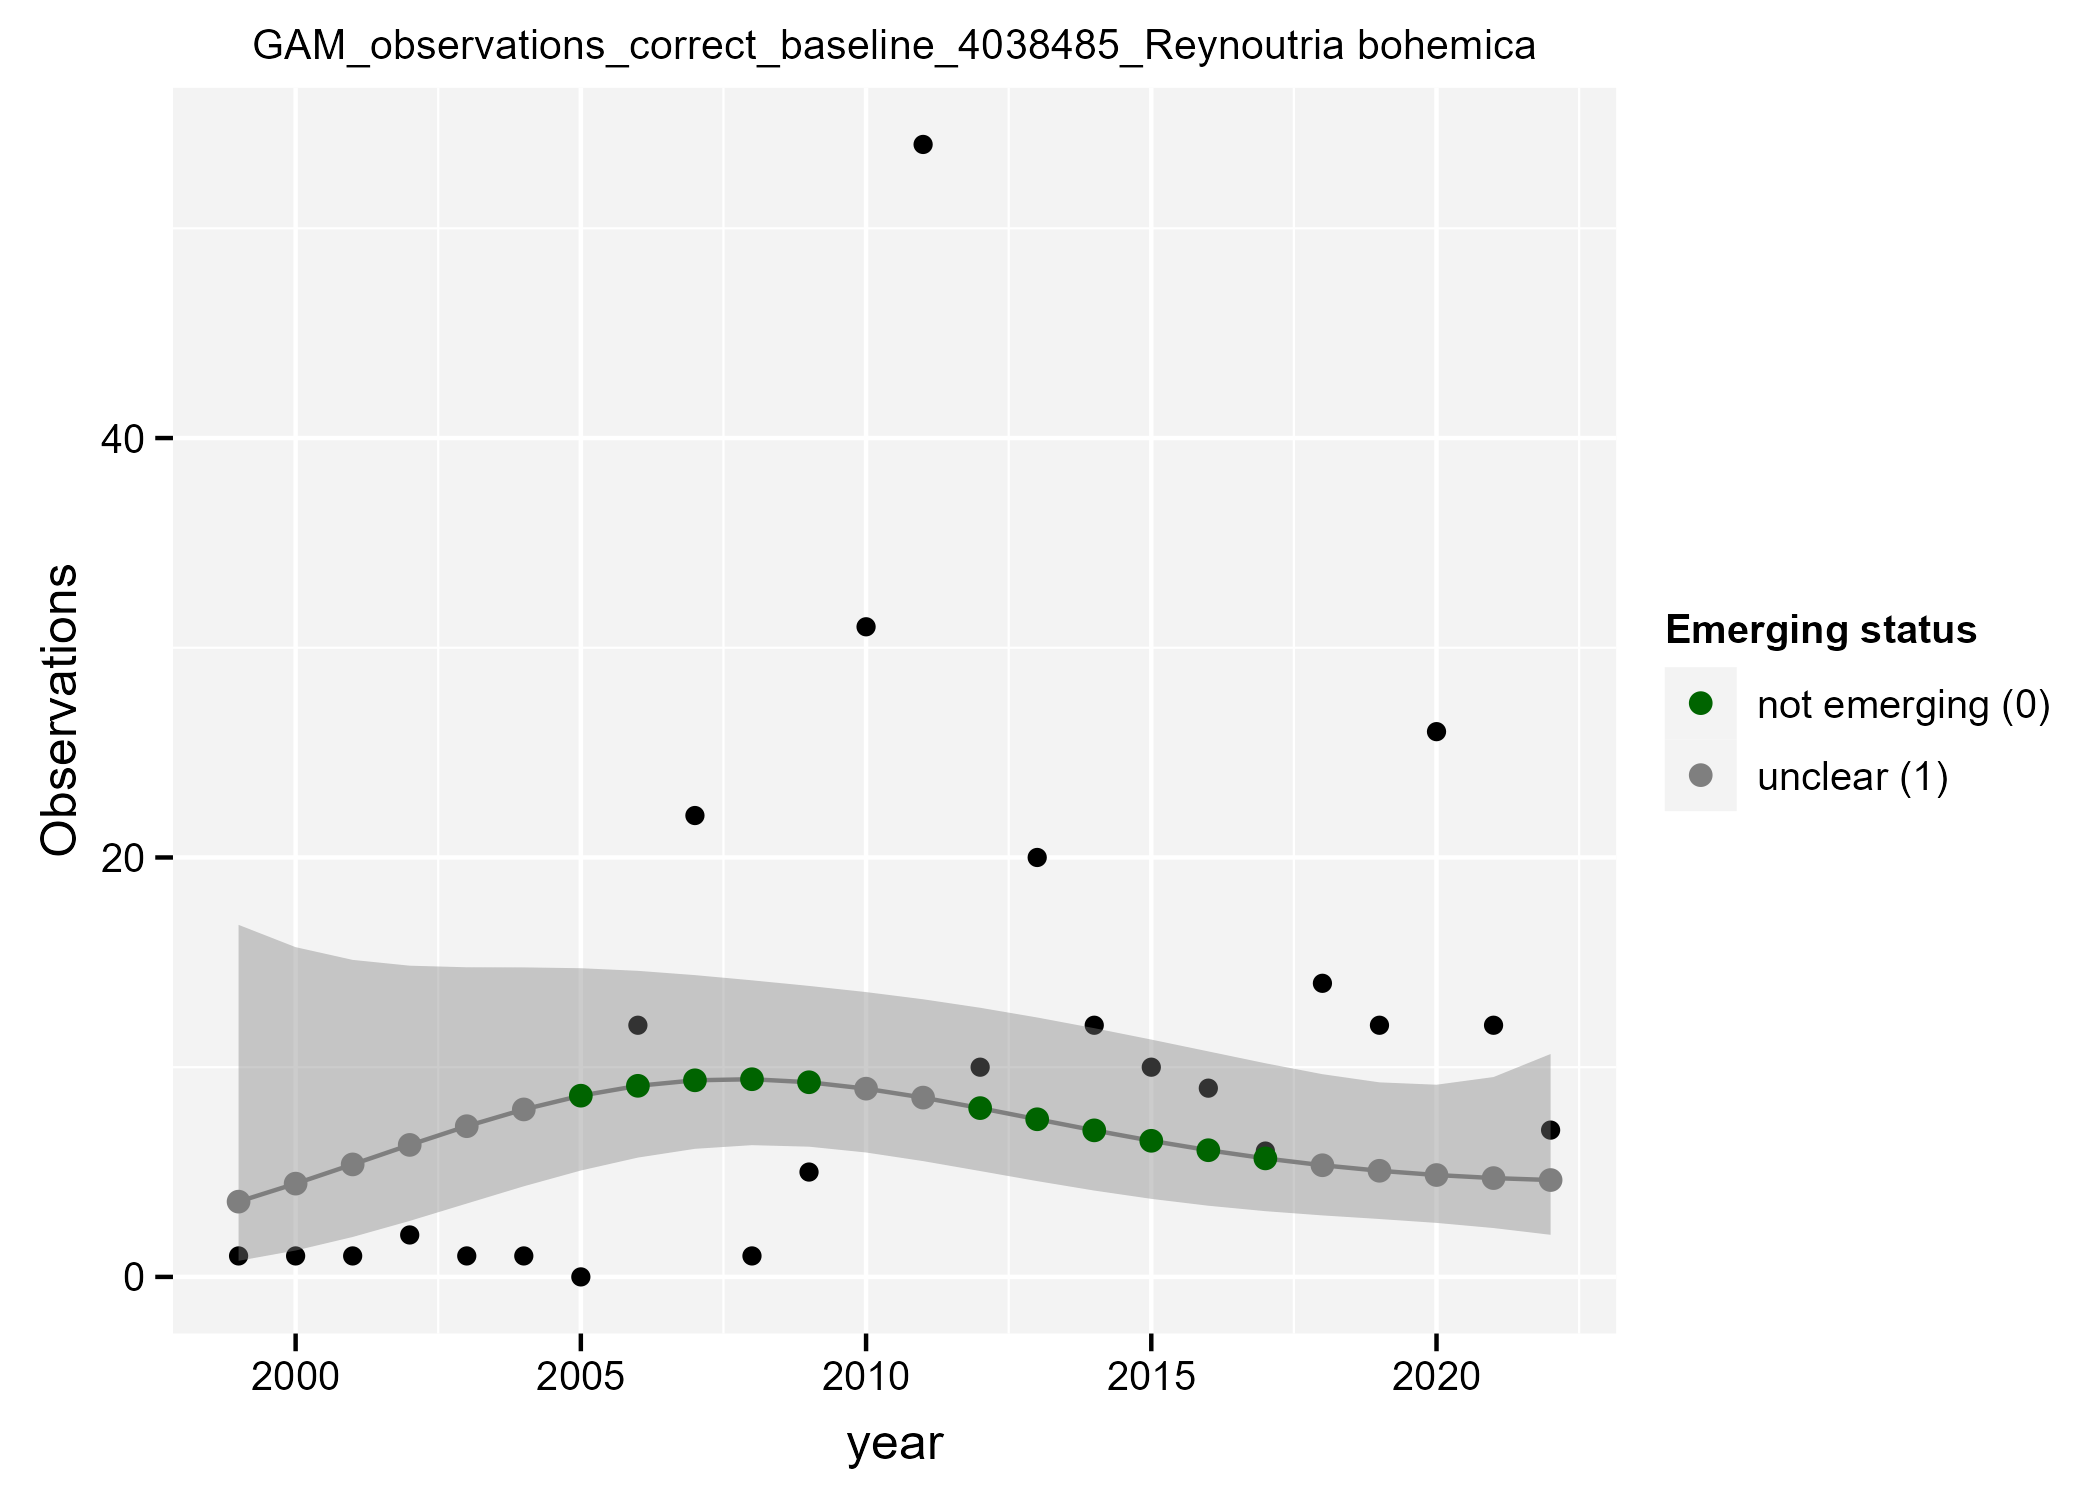 GAM_observations_correct_baseline_4038485_Reynoutria bohemica
Observations
40
20
0
2000 2005 2010 2015 2020
year
Emerging status
not emerging (0)
unclear (1)